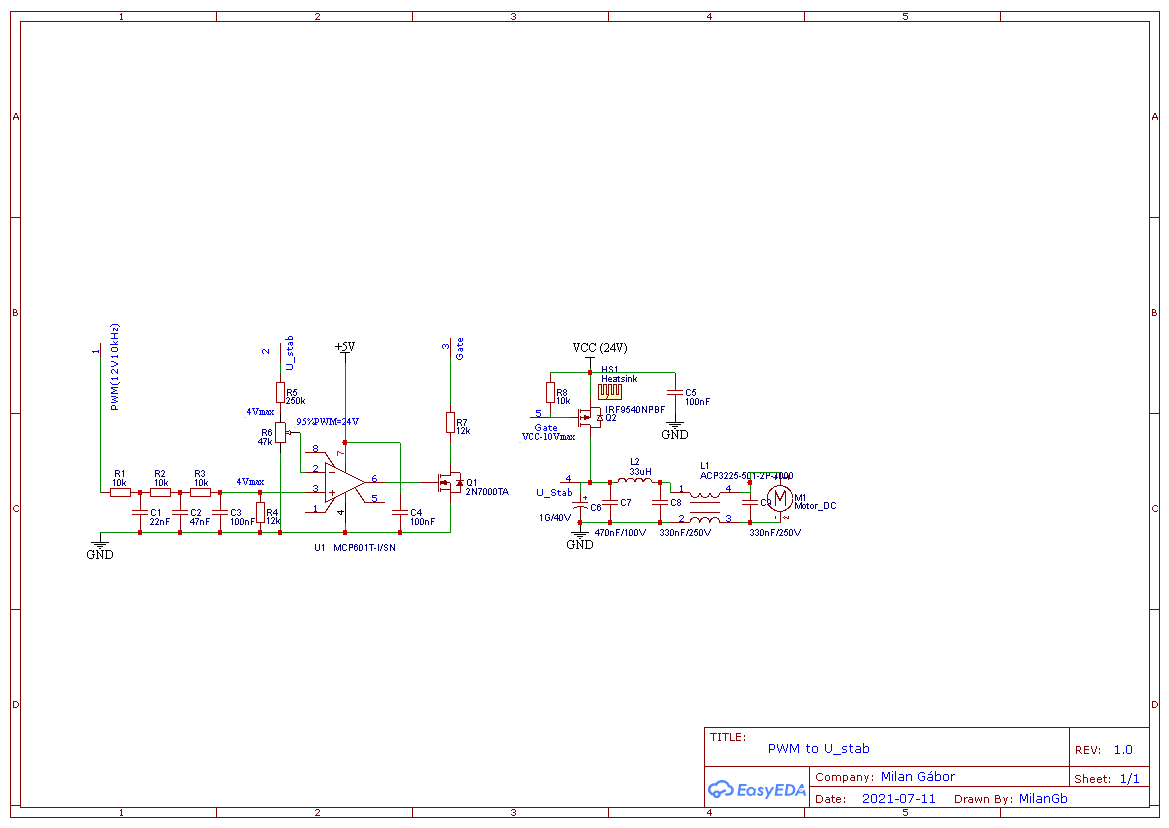 1 2 3 4 5
A A
B B
C C
D D
1
PWM(12V10kHz)
2
U_stab
+5V
3
Gate
R5
250k
4Vmax
R6
47k
95%PWM=24V
R1
10k
R2
10k
R3
10k
4Vmax
C1
22nF
C2
47nF
C3
100nF
R4
12k
8
7
2
3
1
6
5
4
U1 MCP601T-I/SN
C4
100nF
R7
12k
Q1
2N7000TA
GND
VCC (24V)
HS1
Heatsink
R8
10k
C5
100nF
GND
5
Gate
VCC-10Vmax
IRF9540NPBF
Q2
4
U_Stab
C6
1G/40V
GND
L2
33uH
C7
470nF/100V
C8
330nF/250V
L1
1 4
2 3
C9
330nF/250V
M
M1
Motor_DC
TITLE:
PWM to U_stab
REV: 1.0
EasyEDA
Company: Milan Gábor
Sheet: 1/1
Date: 2021-07-11 Drawn By: MilanGb
1 2 3 4 5